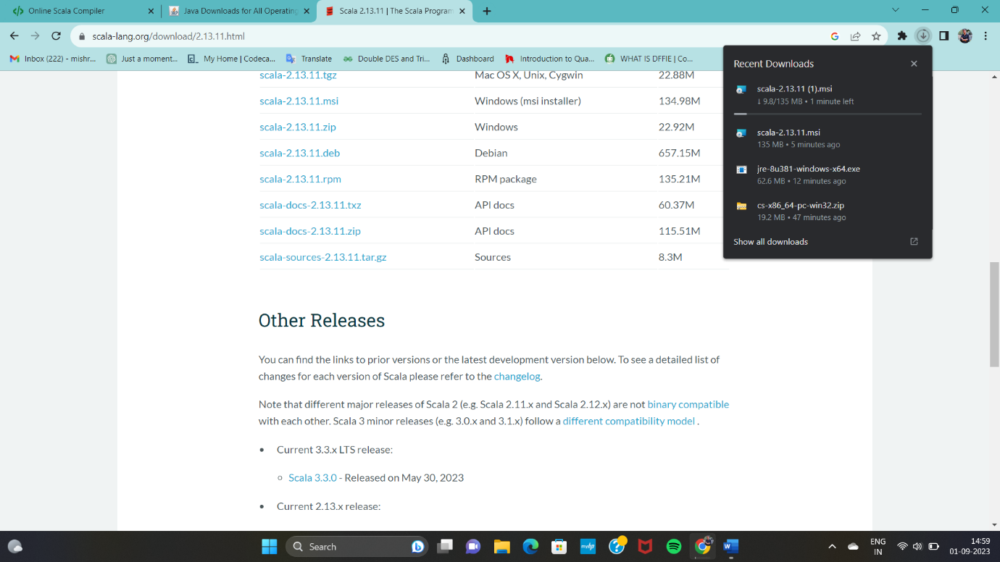 Online Scala Compiler
Java Downloads for All Operating
Scala 2.13.11 | The Scala Program
scala-lang.org/download/2.13.11.html
Inbox (222) - mishr...
Just a moment...
My Home | Codeca...
Translate
Double DES and Tri...
Dashboard
Introduction to Qua...
WHAT IS DFFIE | Co...
scala-2.13.11.tgz Mac OS X, Unix, Cygwin 22.88M
scala-2.13.11.msi Windows (msi installer) 134.98M
scala-2.13.11.zip Windows 22.92M
scala-2.13.11.deb Debian 657.15M
scala-2.13.11.rpm RPM package 135.21M
scala-docs-2.13.11.txz API docs 60.37M
scala-docs-2.13.11.zip API docs 115.51M
scala-sources-2.13.11.tar.gz Sources 8.3M
Recent Downloads
scala-2.13.11 (1).msi
↓ 9.8/135 MB • 1 minute left
scala-2.13.11.msi
135 MB • 5 minutes ago
jre-8u381-windows-x64.exe
62.6 MB • 12 minutes ago
cs-x86_64-pc-win32.zip
19.2 MB • 47 minutes ago
Show all downloads
Other Releases
You can find the links to prior versions or the latest development version below. To see a detailed list of
changes for each version of Scala please refer to the changelog.
Note that different major releases of Scala 2 (e.g. Scala 2.11.x and Scala 2.12.x) are not binary compatible
with each other. Scala 3 minor releases (e.g. 3.0.x and 3.1.x) follow a different compatibility model .
• Current 3.3.x LTS release:
○ Scala 3.3.0 - Released on May 30, 2023
• Current 2.13.x release:
Search
myhp
W
ENG
IN
14:59
01-09-2023